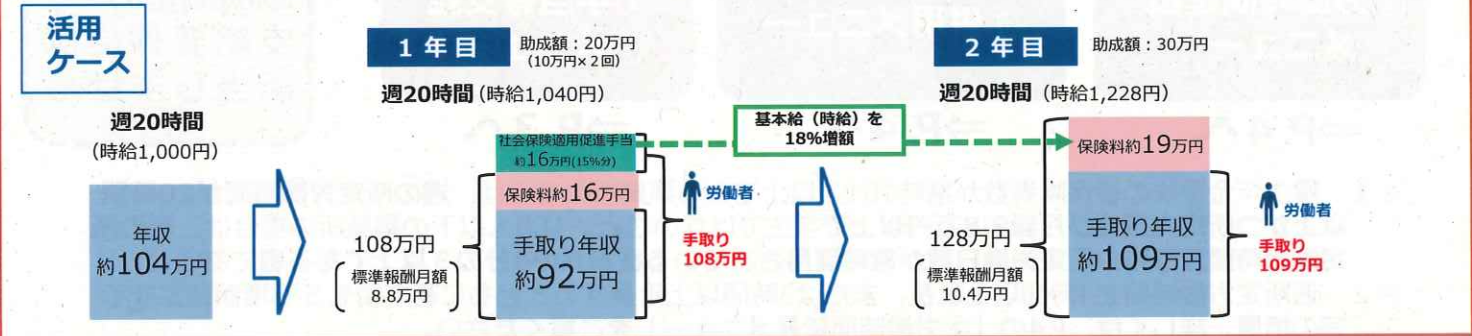 活用
ケース
週20時間
(時給1,000円)
年収
約104万円
1年目
助成額:20万円
(10万円×2回)
週20時間(時給1,040円)
社会保険適用促進手当
約16万円(15%分)
保険料約16万円
手取り年収
約92万円
108万円
標準報酬月額
8.8万円
労働者
手取り
108万円
基本給(時給)を
18%増額
2年目
助成額:30万円
週20時間(時給1,228円)
保険料約19万円
手取り年収
約109万円
128万円
標準報酬月額
10.4万円
労働者
手取り
109万円